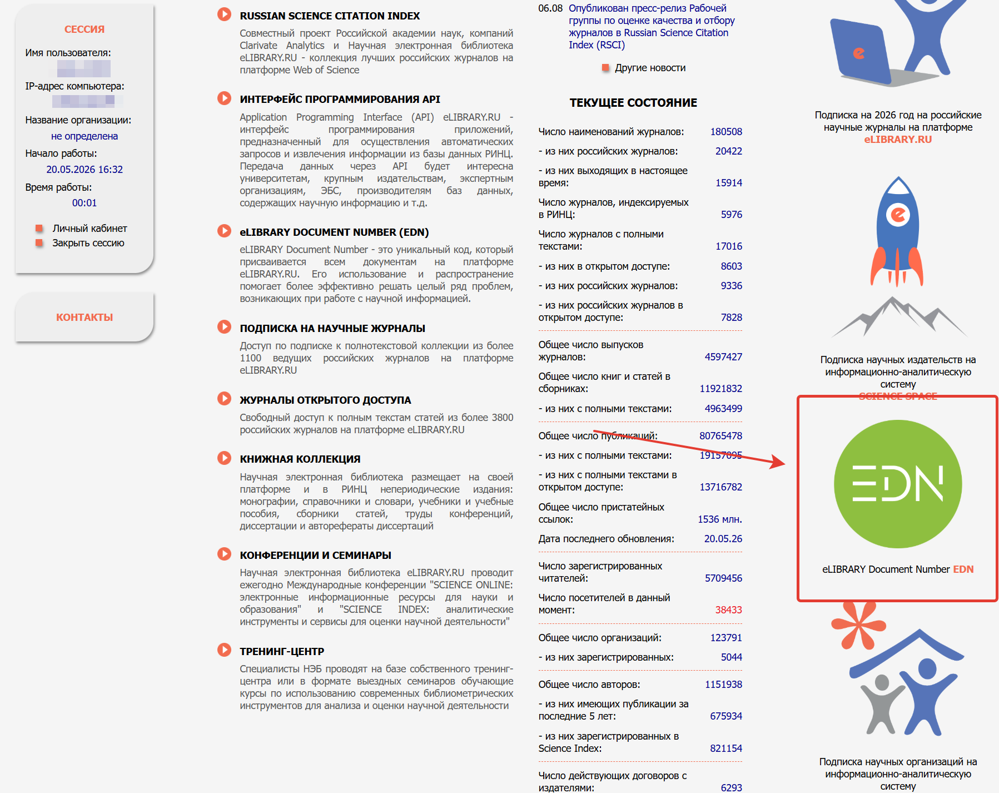 СЕССИЯ
Имя пользователя:
IP-адрес компьютера:
Название организации:
не определена
Начало работы:
20.05.2026 16:32
Время работы:
00:01
Личный кабинет
Закрыть сессию
КОНТАКТЫ
RUSSIAN SCIENCE CITATION INDEX
Совместный проект Российской академии наук, компаний
Clarivate Analytics и Научная электронная библиотека
eLIBRARY.RU - коллекция лучших российских журналов на
платформе Web of Science
ИНТЕРФЕЙС ПРОГРАММИРОВАНИЯ API
Application Programming Interface (API) eLIBRARY.RU -
интерфейс программирования приложений,
предназначенный для осуществления автоматических
запросов и извлечения информации из базы данных РИНЦ.
Передача данных через API будет интересна
университетам, крупным издательствам, экспертным
организациям, ЭБС, производителям баз данных,
содержащих научную информацию и т.д.
eLIBRARY DOCUMENT NUMBER (EDN)
eLIBRARY Document Number - это уникальный код, который
присваивается всем документам на платформе
eLIBRARY.RU. Его использование и распространение
помогает более эффективно решать целый ряд проблем,
возникающих при работе с научной информацией.
ПОДПИСКА НА НАУЧНЫЕ ЖУРНАЛЫ
Доступ по подписке к полнотекстовой коллекции из более
1100 ведущих российских журналов на платформе
eLIBRARY.RU
ЖУРНАЛЫ ОТКРЫТОГО ДОСТУПА
Свободный доступ к полным текстам статей из более 3800
российских журналов на платформе eLIBRARY.RU
КНИЖНАЯ КОЛЛЕКЦИЯ
Научная электронная библиотека размещает на своей
платформе и в РИНЦ непериодические издания:
монографии, справочники и словари, учебники и учебные
пособия, сборники статей, труды конференций,
диссертации и авторефераты диссертаций
КОНФЕРЕНЦИИ И СЕМИНАРЫ
Научная электронная библиотека eLIBRARY.RU проводит
ежегодно Международные конференции "SCIENCE ONLINE:
электронные информационные ресурсы для науки и
образования" и "SCIENCE INDEX: аналитические
инструменты и сервисы для оценки научной деятельности"
ТРЕНИНГ-ЦЕНТР
Специалисты НЭБ проводят на базе собственного тренинг-
центра или в формате выездных семинаров обучающие
курсы по использованию современных библиометрических
инструментов для анализа и оценки научной деятельности
06.08 Опубликован пресс-релиз Рабочей
группы по оценке качества и отбору
журналов в Russian Science Citation
Index (RSCI)
Другие новости
ТЕКУЩЕЕ СОСТОЯНИЕ
Число наименований журналов: 180508
- из них российских журналов: 20422
- из них выходящих в настоящее
время: 15914
Число журналов, индексируемых
в РИНЦ: 5976
Число журналов с полными
текстами: 17016
- из них в открытом доступе: 8603
- из них российских журналов: 9336
- из них российских журналов в
открытом доступе: 7828
Общее число выпусков
журналов: 4597427
Общее число книг и статей в
сборниках: 11921832
- из них с полными текстами: 4963499
Общее число публикаций: 80765478
- из них с полными текстами: 19157095
- из них с полными текстами в
открытом доступе: 13716782
Общее число пристатейных
ссылок: 1536 млн.
Дата последнего обновления: 20.05.26
Число зарегистрированных
читателей: 5709456
Число посетителей в данный
момент: 38433
Общее число организаций: 123791
- из них зарегистрированных: 5044
Общее число авторов: 1151938
- из них имеющих публикации за
последние 5 лет: 675934
- из них зарегистрированных в
Science Index: 821154
Число действующих договоров с
издателями: 6293
e
Подписка на 2026 год на российские
научные журналы на платформе
eLIBRARY.RU
e
Подписка научных издательств на
информационно-аналитическую
систему
SCIENCE SPACE
EDN
eLIBRARY Document Number EDN
Подписка научных организаций на
информационно-аналитическую
систему